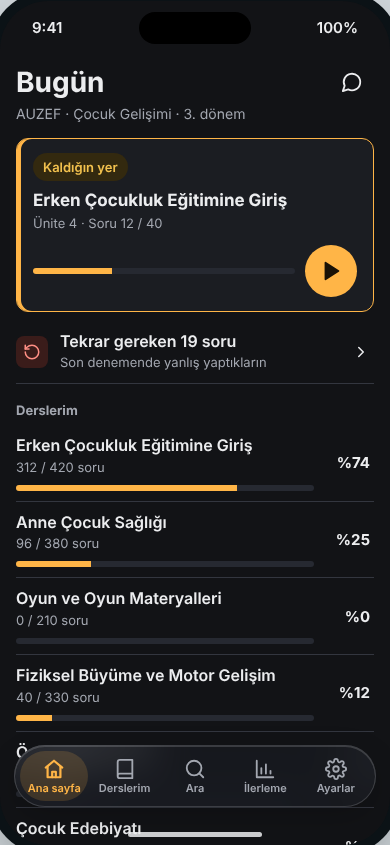 9:41
100%
Bugün
AUZEF · Çocuk Gelişimi · 3. dönem
Kaldığın yer
Erken Çocukluk Eğitimine Giriş
Ünite 4 · Soru 12 / 40
Tekrar gereken 19 soru
Son denemende yanlış yaptıkların
Derslerim
Erken Çocukluk Eğitimine Giriş
312 / 420 soru
%74
Anne Çocuk Sağlığı
96 / 380 soru
%25
Oyun ve Oyun Materyalleri
0 / 210 soru
%0
Fiziksel Büyüme ve Motor Gelişim
40 / 330 soru
%12
Ana sayfa
Derslerim
Ara
İlerleme
Ayarlar
Çocuk Edebiyatı